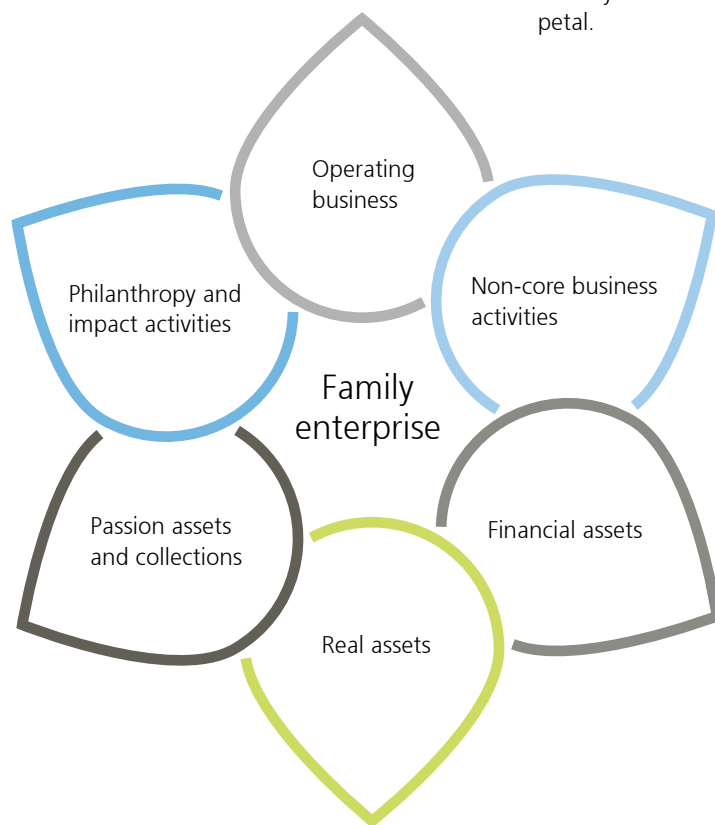 petal.
Operating
business
Philanthropy and
impact activities
Non-core business
activities
Family
enterprise
Passion assets
and collections
Financial assets
Real assets